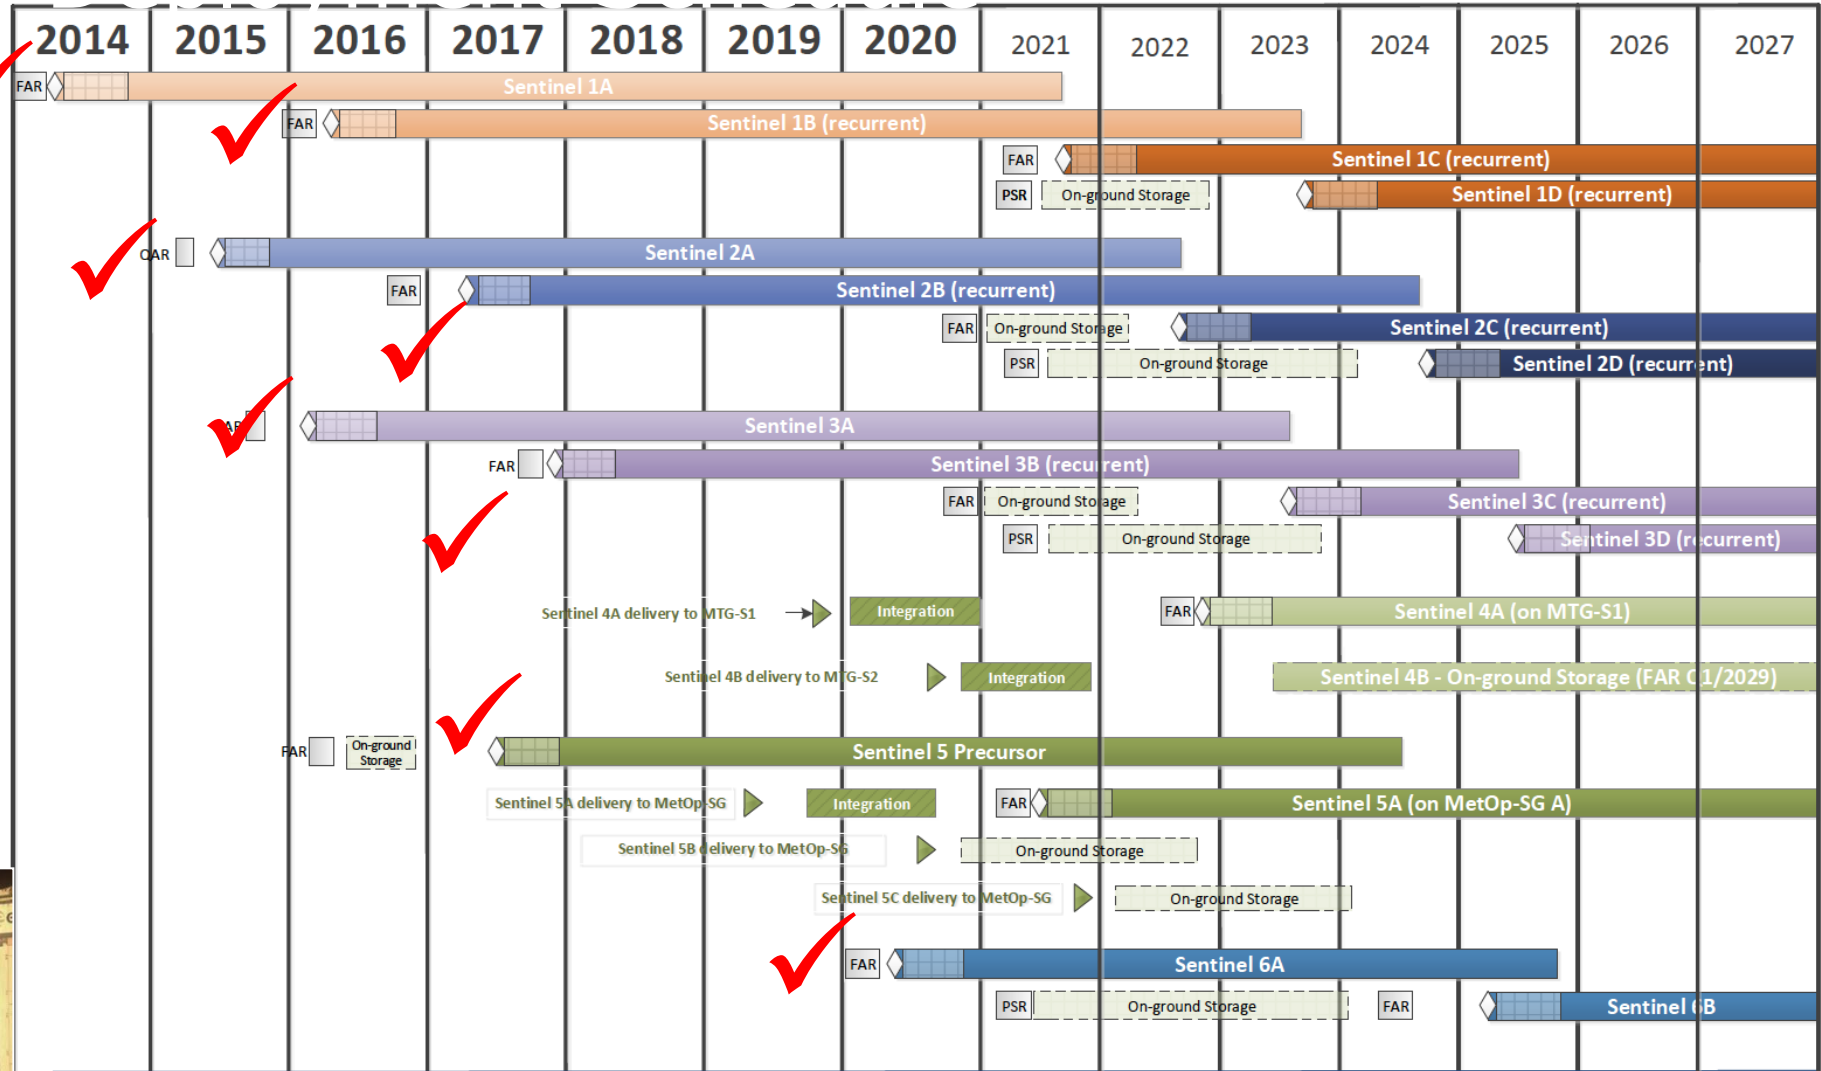 2014 2015 2016 2017 2018 2019 2020 2021 2022 2023 2024 2025 2026 2027
FAR Sentinel 1A
FAR Sentinel 1B (recurrent)
FAR Sentinel 1C (recurrent)
PSR On-ground Storage Sentinel 1D (recurrent)
QAR Sentinel 2A
FAR Sentinel 2B (recurrent)
FAR On-ground Storage Sentinel 2C (recurrent)
PSR On-ground Storage Sentinel 2D (recurrent)
Sentinel 3A
FAR Sentinel 3B (recurrent)
FAR On-ground Storage Sentinel 3C (recurrent)
PSR On-ground Storage Sentinel 3D (recurrent)
Sentinel 4A delivery to MTG-S1 Integration FAR Sentinel 4A (on MTG-S1)
Sentinel 4B delivery to MTG-S2 Integration Sentinel 4B - On-ground Storage (FAR Q1/2029)
FAR On-ground
Storage Sentinel 5 Precursor
Sentinel 5A delivery to MetOp-SG Integration FAR Sentinel 5A (on MetOp-SG A)
Sentinel 5B delivery to MetOp-SG On-ground Storage
Sentinel 5C delivery to MetOp-SG On-ground Storage
FAR Sentinel 6A
PSR On-ground Storage FAR Sentinel 6B